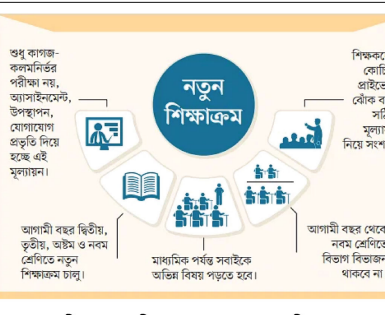 শুধু কাগজ-
কলমনির্ভর
পরীক্ষা নয়,
অ্যাসাইনমেন্ট,
উপস্থাপন,
যোগাযোগ
প্রভৃতি দিয়ে
হচ্ছে এই
মূল্যায়ন।
নতুন
শিক্ষাক্রম
কোচি
প্রাইভে
ঝোঁক ব
সঠি
মূল্যা
নিয়ে সংশ
আগামী বছর দ্বিতীয়,
তৃতীয়, অষ্টম ও নবম
শ্রেণিতে নতুন
শিক্ষাক্রম চালু।
মাধ্যমিক পর্যন্ত সবাইকে
অভিন্ন বিষয় পড়তে হবে।
আগামী বছর থেকে
নবম শ্রেণিতে
বিভাগ বিভাজন
থাকবে না